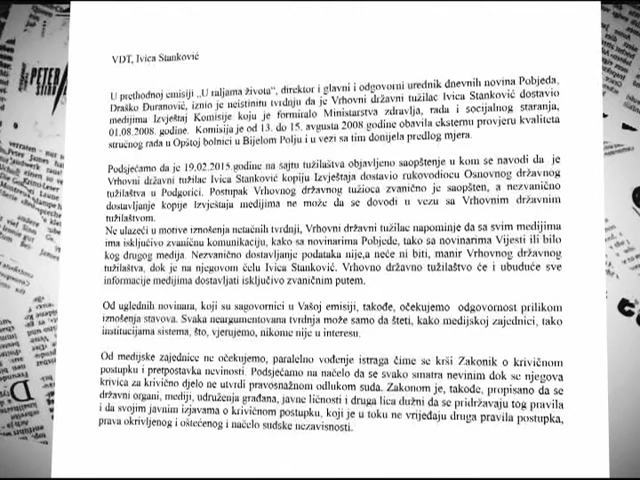 VDT, Ivica Stanković
U prethodnoj emisiji „U raljama života“, direktor i glavni i odgovorni urednik dnevnih novina Pobjeda,
Draško Đuranović, iznio je neistinitu tvrdnju da je Vrhovni državni tužilac Ivica Stanković dostavio
medijima Izvještaj Komisije koju je formiralo Ministarstva zdravlja, rada i socijalnog staranja,
01.08.2008. godine. Komisija je od 13. do 15. avgusta 2008 godine obavila eksternu provjeru kvaliteta
stručnog rada u Opštoj bolnici u Bijelom Polju i u vezi sa tim donijela predlog mjera.
Podsjećamo da je 19.02.2015.godine na sajtu tužilaštva objavljeno saopštenje u kom se navodi da je
Vrhovni državni tužilac Ivica Stanković kopiju Izvještaja dostavio rukovodiocu Osnovnog državnog
tužilaštva u Podgorici. Postupak Vrhovnog državnog tužioca zvanično je saopšten, a nezvanično
dostavljanje kopije Izvještaja medijima ne može da se dovodi u vezu sa Vrhovnim državnim
tužilaštvom.
Ne ulazeći u motive iznošenja netačnih tvrdnji, Vrhovni državni tužilac napominje da sa svim medijima
ima isključivo zvaničnu komunikaciju, kako sa novinarima Pobjede, tako sa novinarima Vijesti ili bilo
kog drugog medija. Nezvanično dostavljanje podataka nije,a neće ni biti, manir Vrhovnog državnog
tužilaštva, dok je na njegovom čelu Ivica Stanković. Vrhovno državno tužilaštvo će i ubuduće sve
informacije medijima dostavljati isključivo zvaničnim putem.
Od uglednih novinara, koji su sagovornici u Vašoj emisiji, takođe, očekujemo odgovornost prilikom
iznošenja stavova. Svaka neargumentovana tvrdnja može samo da šteti, kako medijskoj zajednici, tako
institucijama sistema, što, vjerujemo, nikome nije u interesu.
Od medijske zajednice ne očekujemo, paralelno vođenje istraga čime se krši Zakonik o krivičnom
postupku i pretpostavka nevinosti. Podsjećamo na načelo da se svako smatra nevinim dok se njegova
krivica za krivično djelo ne utvrdi pravosnažnom odlukom suda. Zakonom je, takođe, propisano da se
državni organi, mediji, udruženja građana, javne ličnosti i druga lica dužni da se pridržavaju tog pravila
i da svojim javnim izjavama o krivičnom postupku, koji je u toku ne vrijeđaju druga pravila postupka,
prava okrivljenog i oštećenog i načelo sudske nezavisnosti.
PETER